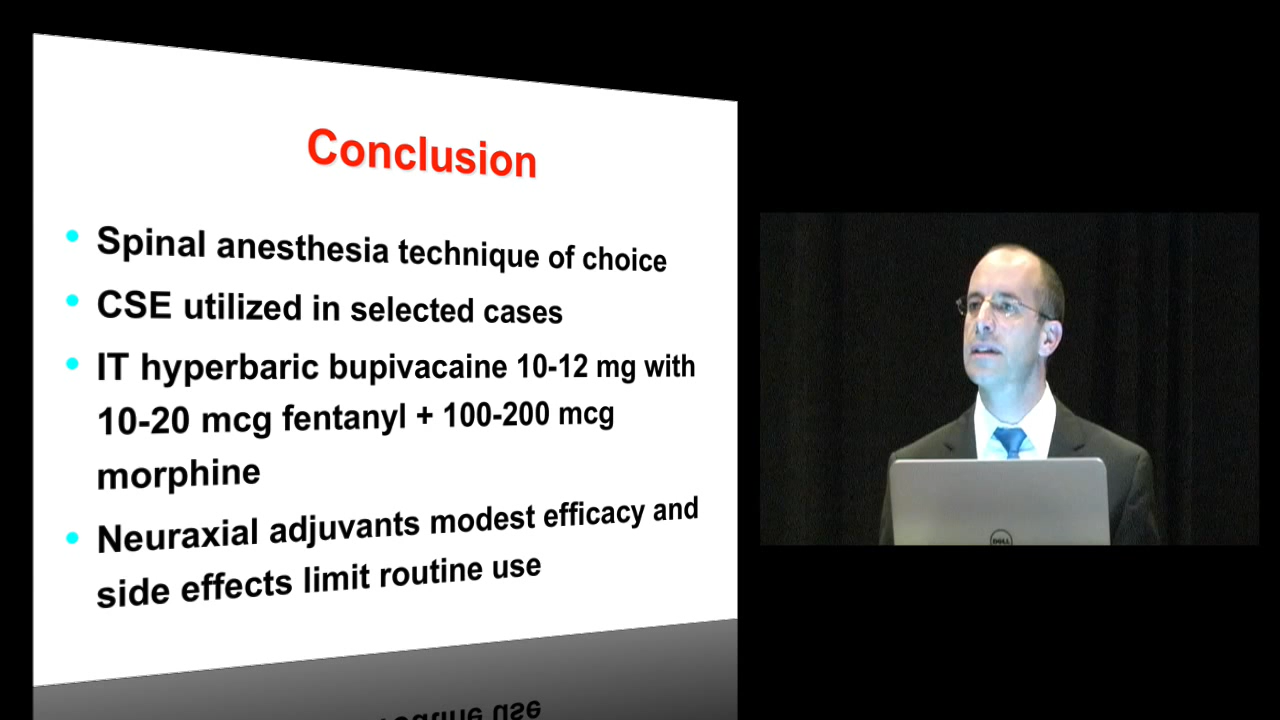 Conclusion
Spinal anesthesia technique of choice
CSE utilized in selected cases
IT hyperbaric bupivacaine 10-12 mg with
10-20 mcg fentanyl + 100-200 mcg
morphine
Neuraxial adjuvants modest efficacy and
side effects limit routine use
DELL